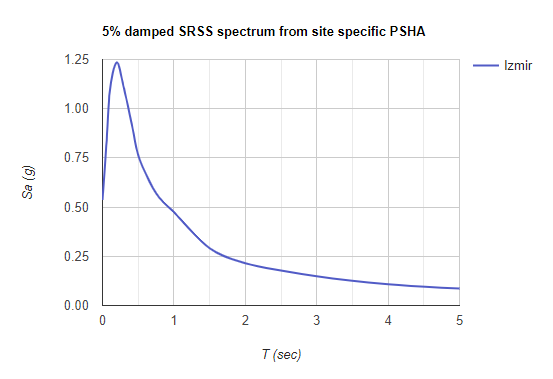 5% damped SRSS spectrum from site specific PSHA
1.25
1.00
0.75
0.50
0.25
0.00
Sa (g)
0 1 2 3 4 5
T (sec)
Izmir